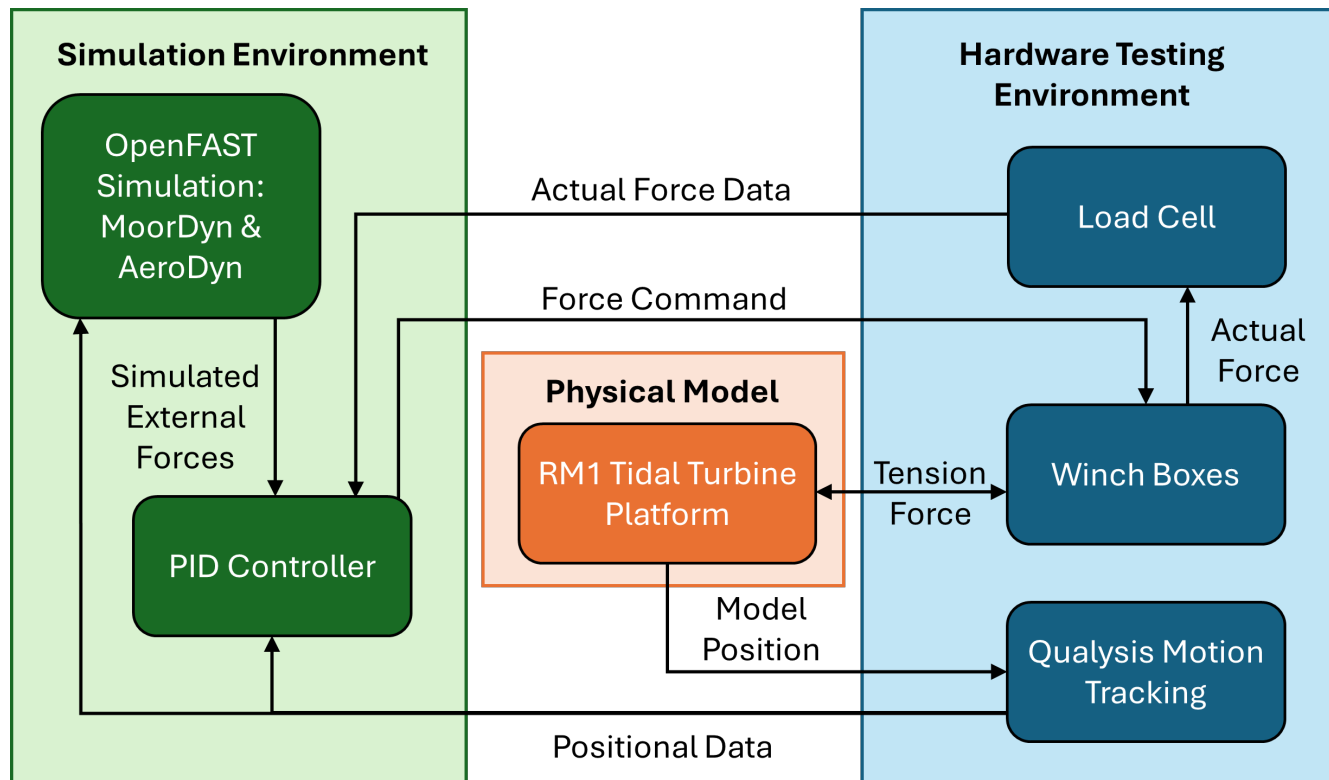 Simulation Environment
OpenFAST
Simulation:
MoorDyn &
AeroDyn
Simulated
External
Forces
PID Controller
Actual Force Data
Force Command
Physical Model
RM1 Tidal Turbine
Platform
Tension
Force
Model
Position
Positional Data
Hardware Testing
Environment
Load Cell
Actual
Force
Winch Boxes
Qualysis Motion
Tracking